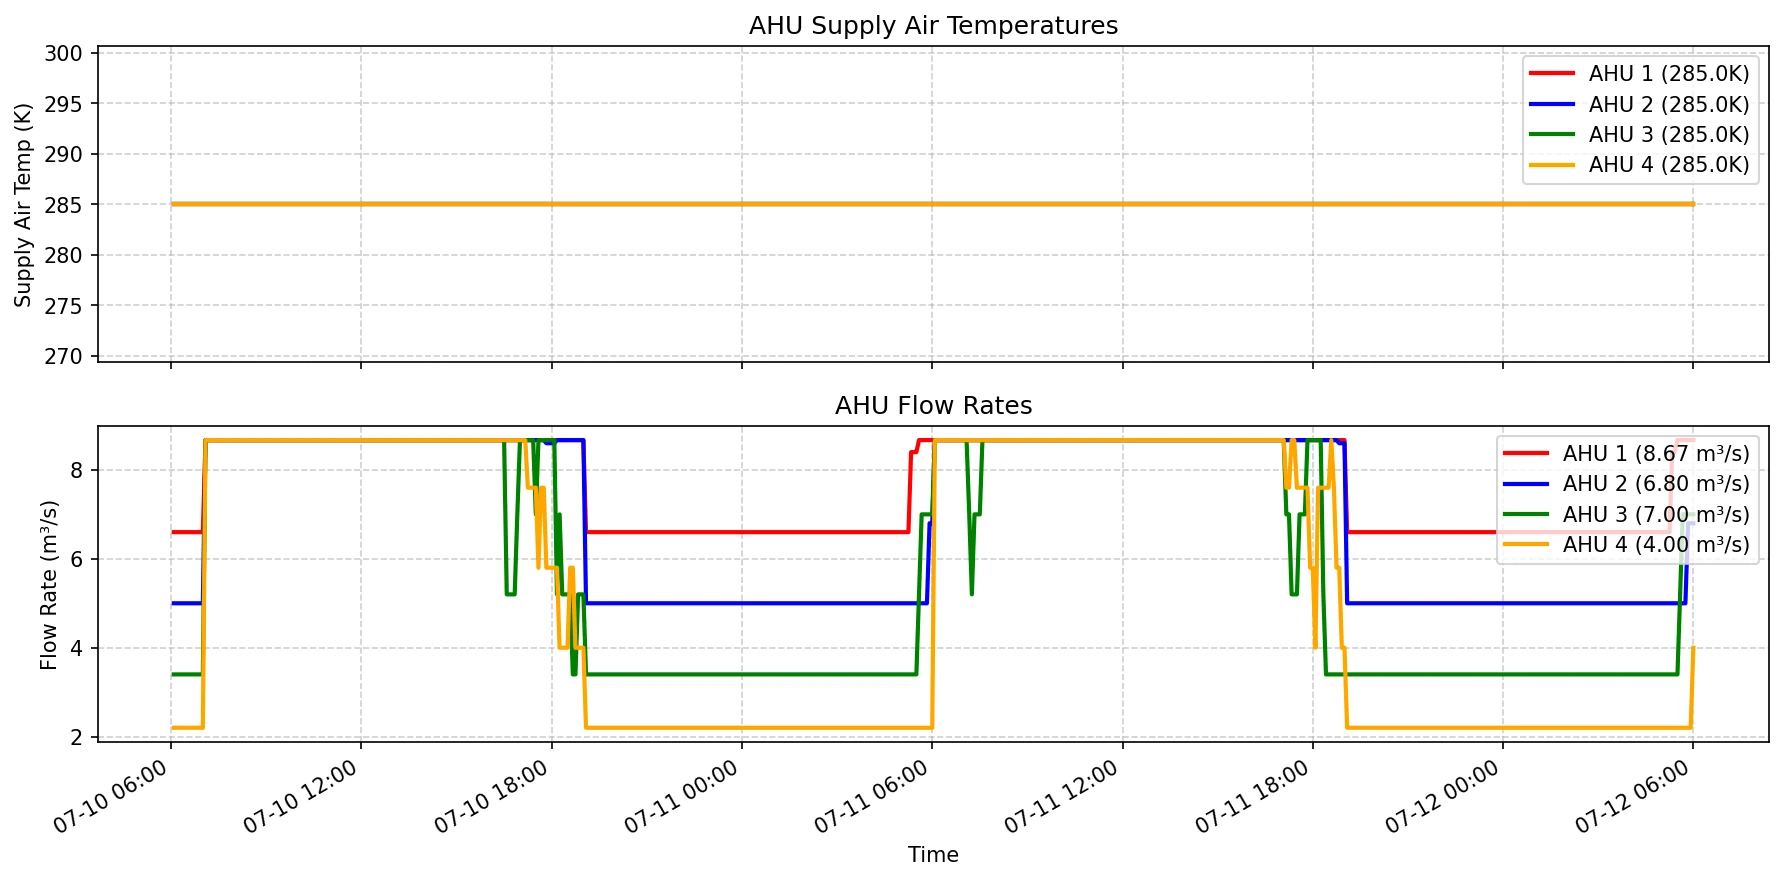 AHU Supply Air Temperatures
Supply Air Temp (K)
300
295
290
285
280
275
270
AHU 1 (285.0K)
AHU 2 (285.0K)
AHU 3 (285.0K)
AHU 4 (285.0K)
AHU Flow Rates
Flow Rate (m³/s)
8
6
4
2
AHU 1 (8.67 m³/s)
AHU 2 (6.80 m³/s)
AHU 3 (7.00 m³/s)
AHU 4 (4.00 m³/s)
07-10 06:00
07-10 12:00
07-10 18:00
07-11 00:00
07-11 06:00
07-11 12:00
07-11 18:00
07-12 00:00
07-12 06:00
Time